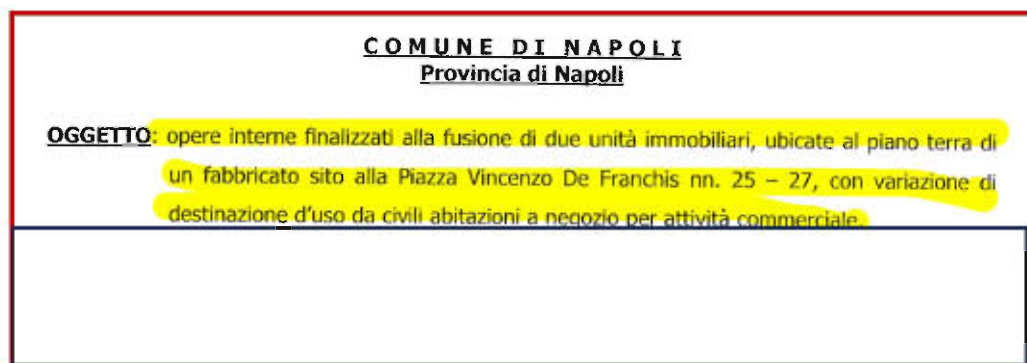 COMUNE DI NAPOLI
Provincia di Napoli
OGGETTO: opere interne finalizzati alla fusione di due unità immobiliari, ubicate al piano terra di
un fabbricato sito alla Piazza Vincenzo De Franchis nn. 25 – 27, con variazione di
destinazione d'uso da civili abitazioni a negozio per attività commerciale.